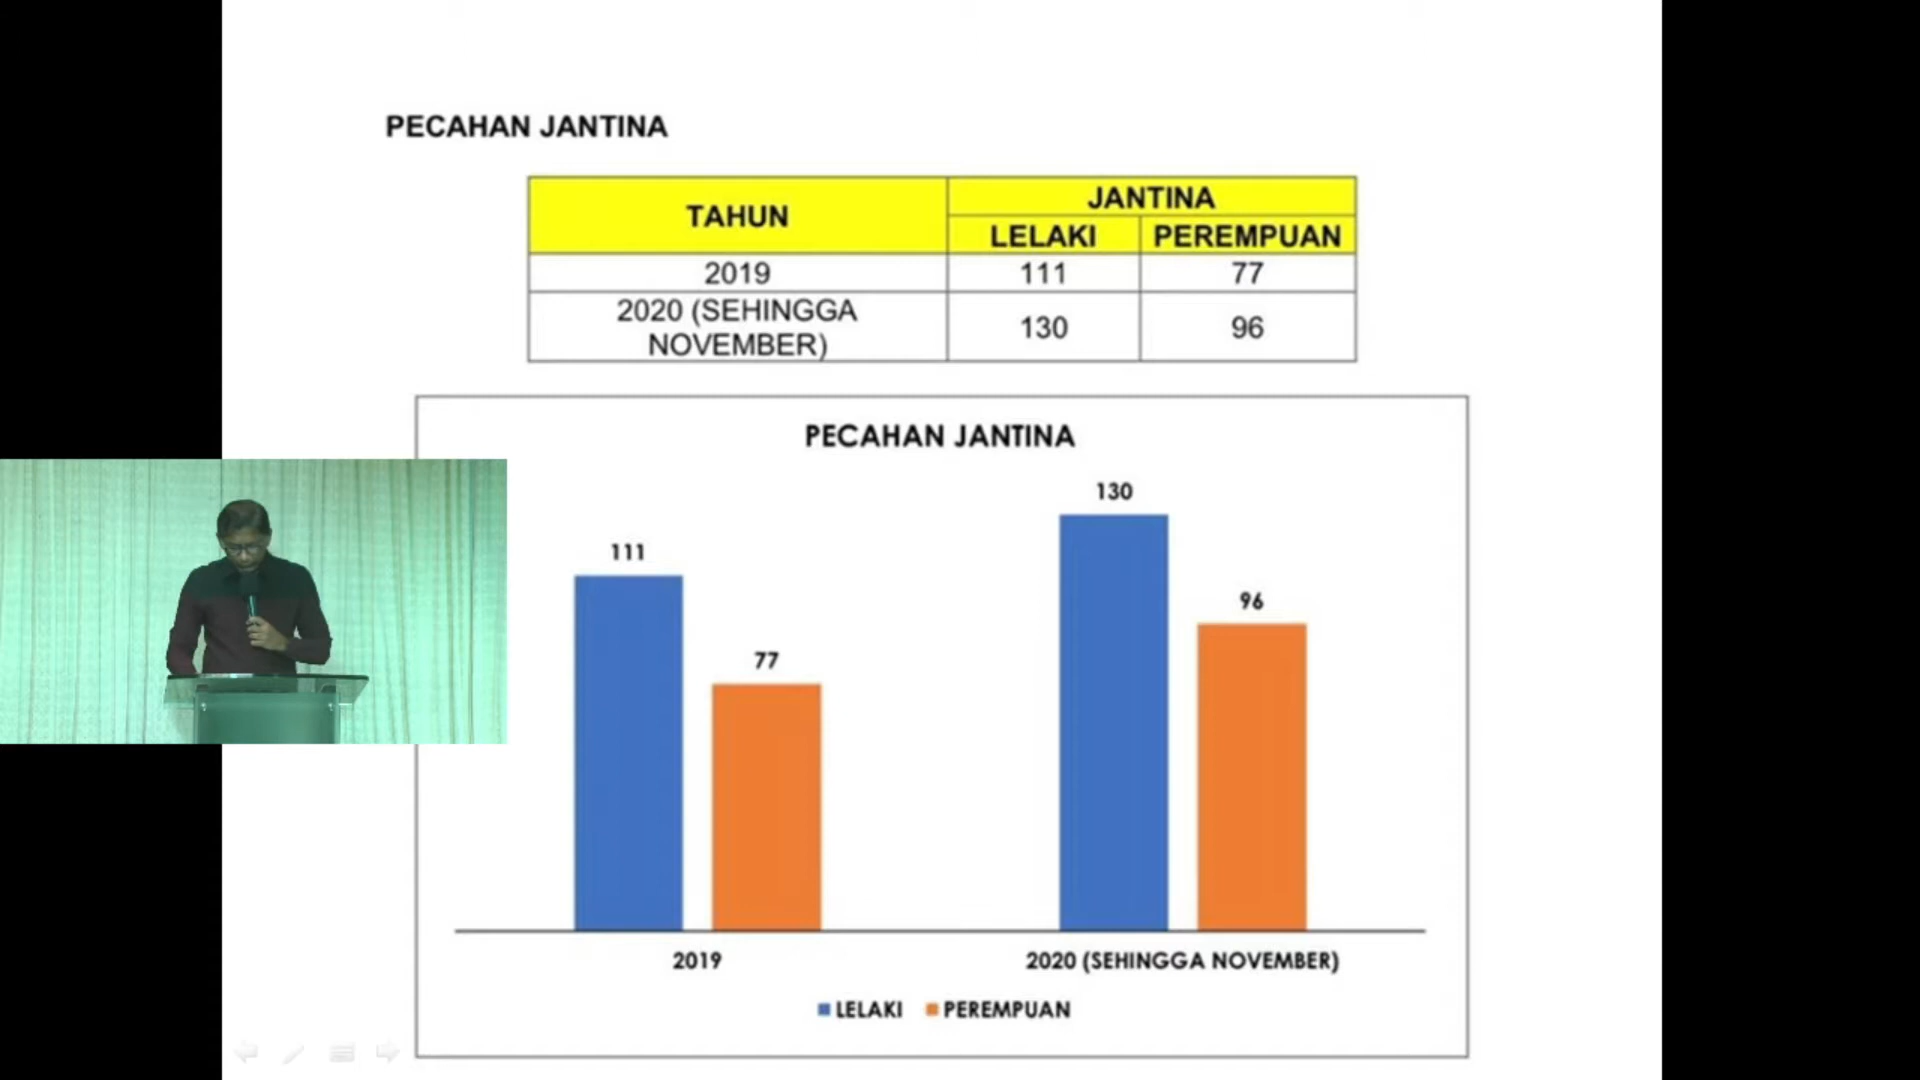 PECAHAN JANTINA
TAHUN
JANTINA
LELAKI PEREMPUAN
2019 111 77
2020 (SEHINGGA
NOVEMBER)
130 96
PECAHAN JANTINA
111
77
130
96
2019
2020 (SEHINGGA NOVEMBER)
LELAKI PEREMPUAN